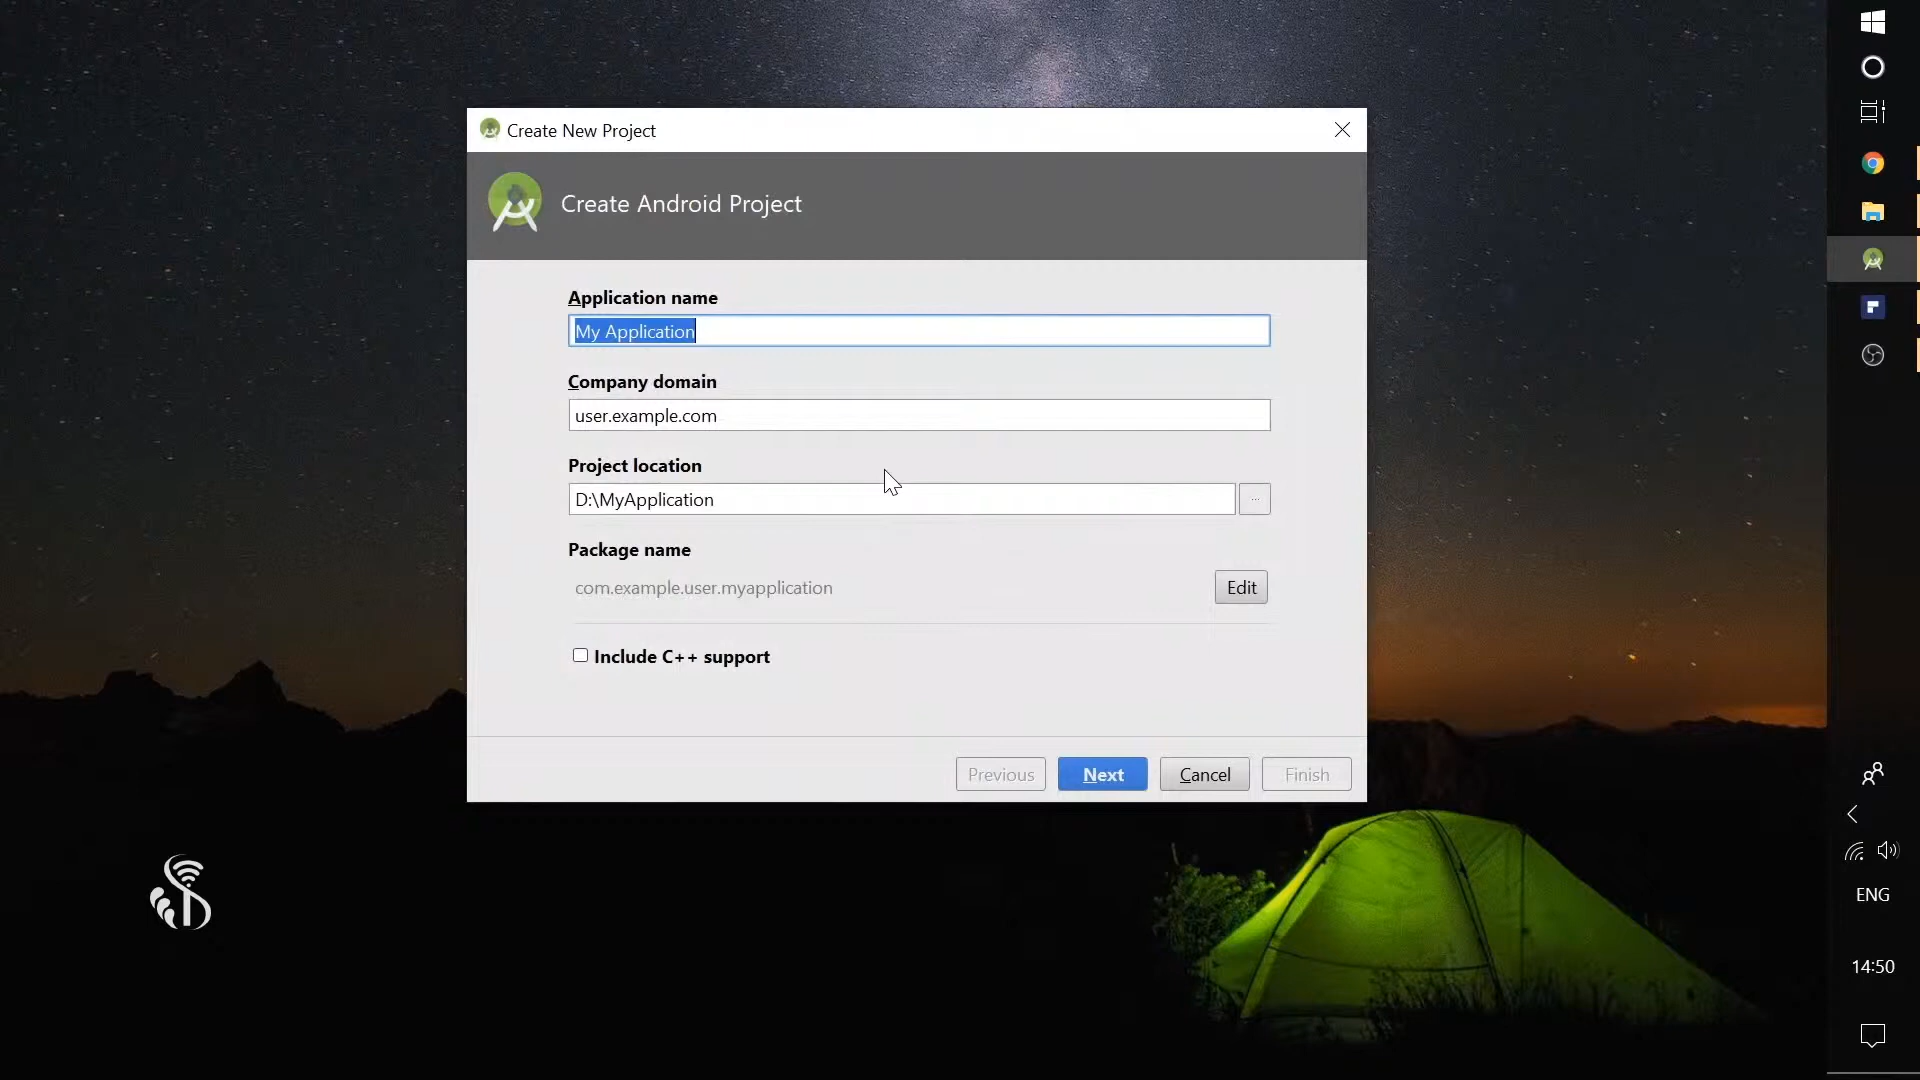 Create New Project
Create Android Project
Application name
My Application
Company domain
user.example.com
Project location
D:\MyApplication
...
Package name
com.example.user.myapplication
Edit
Include C++ support
Previous
Next
Cancel
Finish
ENG
14:50